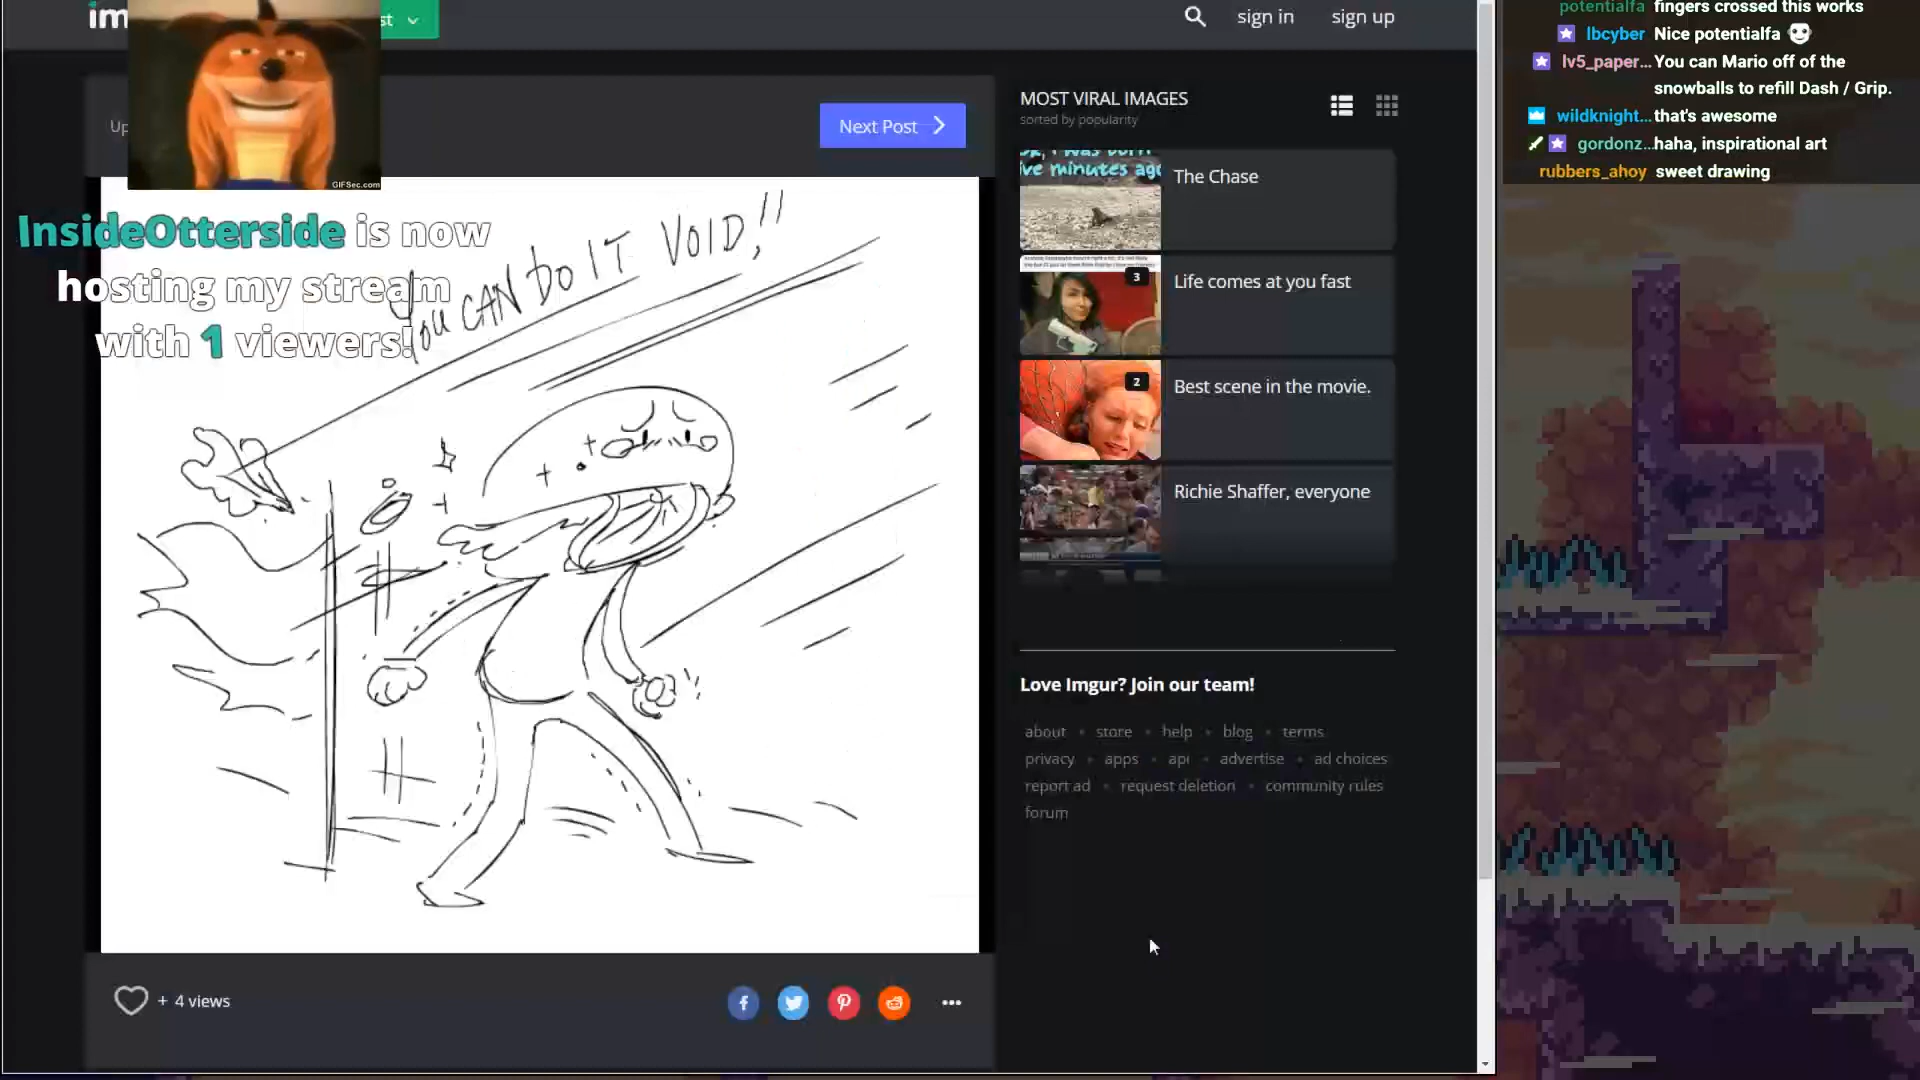 im
st
sign in
sign up
Up
Next Post
GIFSec.com
InsideOtterside is now
hosting my stream
with 1 viewers!
YOU CAN DO IT VOID!!
+ 4 views
MOST VIRAL IMAGES
sorted by popularity
ve minutes ago
The Chase
3
Life comes at you fast
2
Best scene in the movie.
Richie Shaffer, everyone
Love Imgur? Join our team!
about • store • help • blog • terms
privacy • apps • api • advertise • ad choices
report ad • request deletion • community rules
forum
potentialfa fingers crossed this works
lbcyber Nice potentialfa
lv5_paper... You can Mario off of the
snowballs to refill Dash / Grip.
wildknight... that's awesome
gordonz... haha, inspirational art
rubbers_ahoy sweet drawing